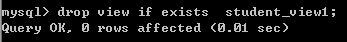 mysql> drop view if exists  student_view1;
Query OK, 0 rows affected (0.01 sec)